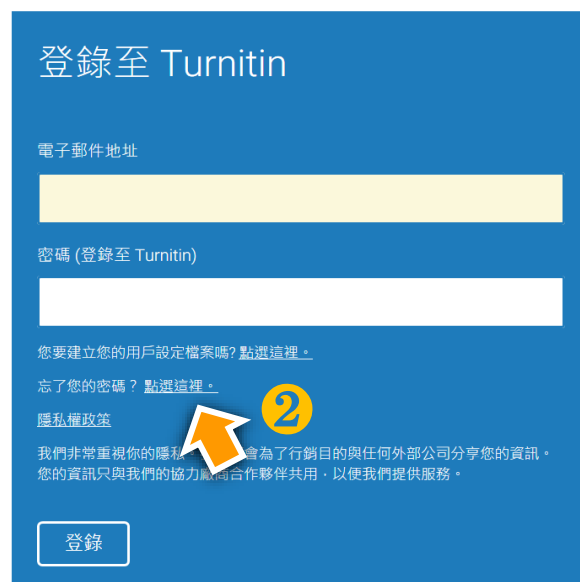 登錄至 Turnitin
電子郵件地址
密碼 (登錄至 Turnitin)
您要建立您的用戶設定檔案嗎? 點選這裡。
忘了您的密碼？ 點選這裡。
2
隱私權政策
我們非常重視你的隱私。 會為了行銷目的與任何外部公司分享您的資訊。
您的資訊只與我們的協力廠商合作夥伴共用，以便我們提供服務。
登錄